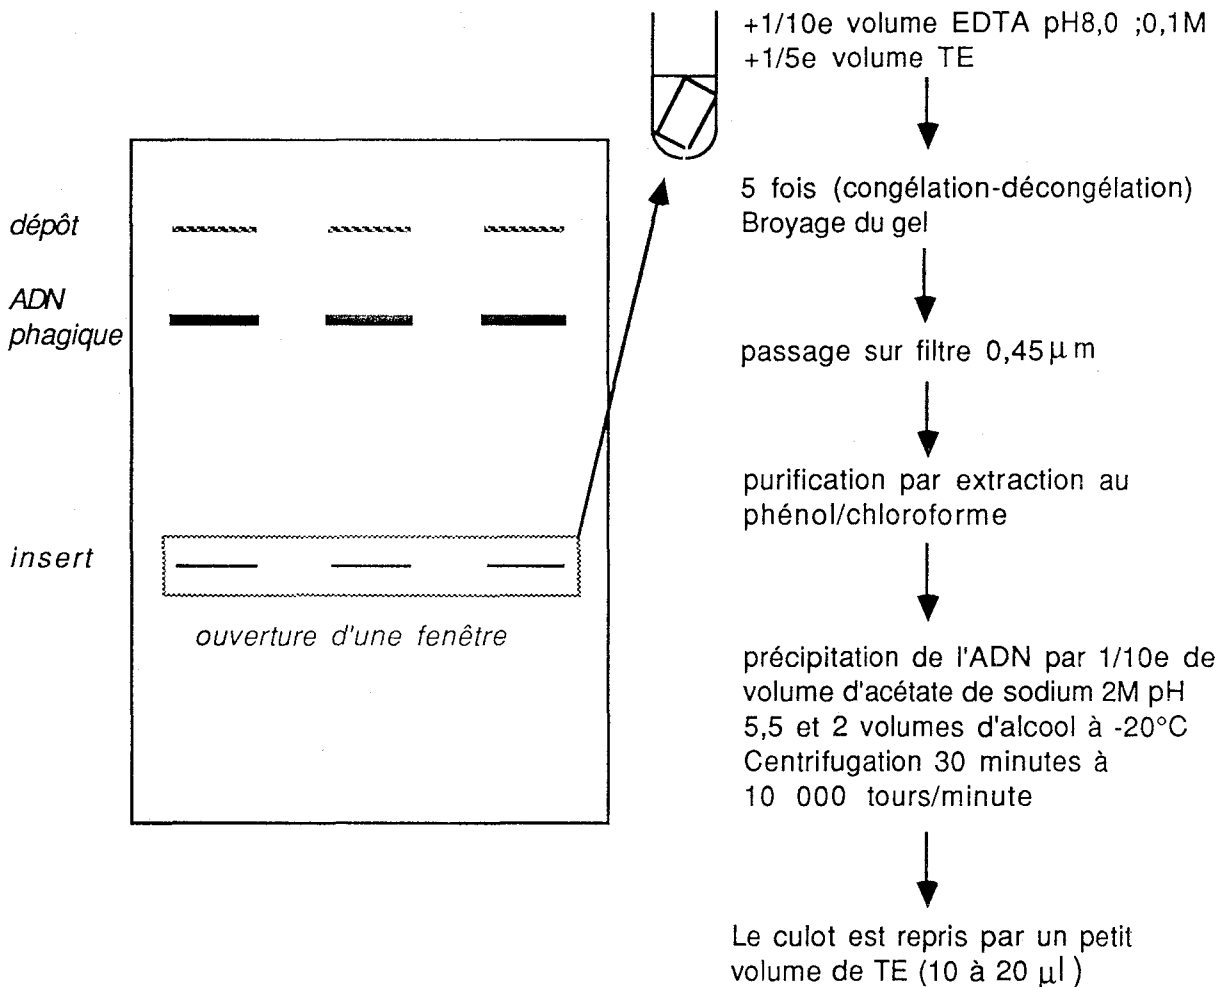 +1/10e volume EDTA pH8,0 ;0,1M
+1/5e volume TE
5 fois (congélation-décongélation)
Broyage du gel
passage sur filtre 0,45 µm
purification par extraction au
phénol/chloroforme
précipitation de l'ADN par 1/10e de
volume d'acétate de sodium 2M pH
5,5 et 2 volumes d'alcool à -20°C
Centrifugation 30 minutes à
10 000 tours/minute
Le culot est repris par un petit
volume de TE (10 à 20 µl)
dépôt
ADN
phagique
insert
ouverture d'une fenêtre